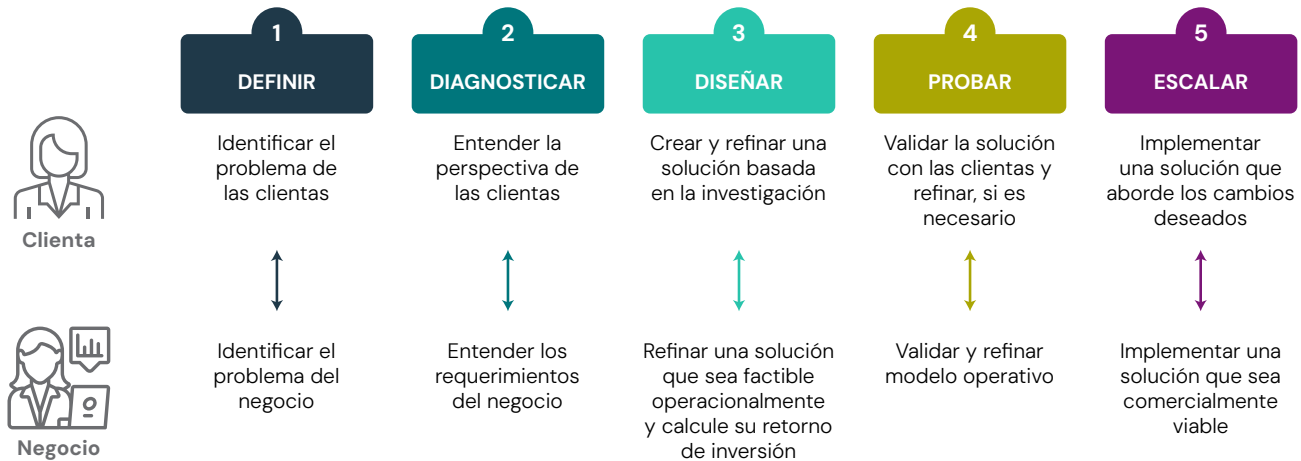 1
DEFINIR
2
DIAGNOSTICAR
3
DISEÑAR
4
PROBAR
5
ESCALAR
Clienta
Identificar el
problema de
las clientas
Entender la
perspectiva de
las clientas
Crear y refinar una
solución basada
en la investigación
Validar la solución
con las clientas y
refinar, si es
necesario
Implementar
una solución que
aborde los cambios
deseados
Negocio
Identificar el
problema del
negocio
Entender los
requerimientos
del negocio
Refinar una solución
que sea factible
operacionalmente
y calcule su retorno
de inversión
Validar y refinar
modelo operativo
Implementar una
solución que sea
comercialmente
viable